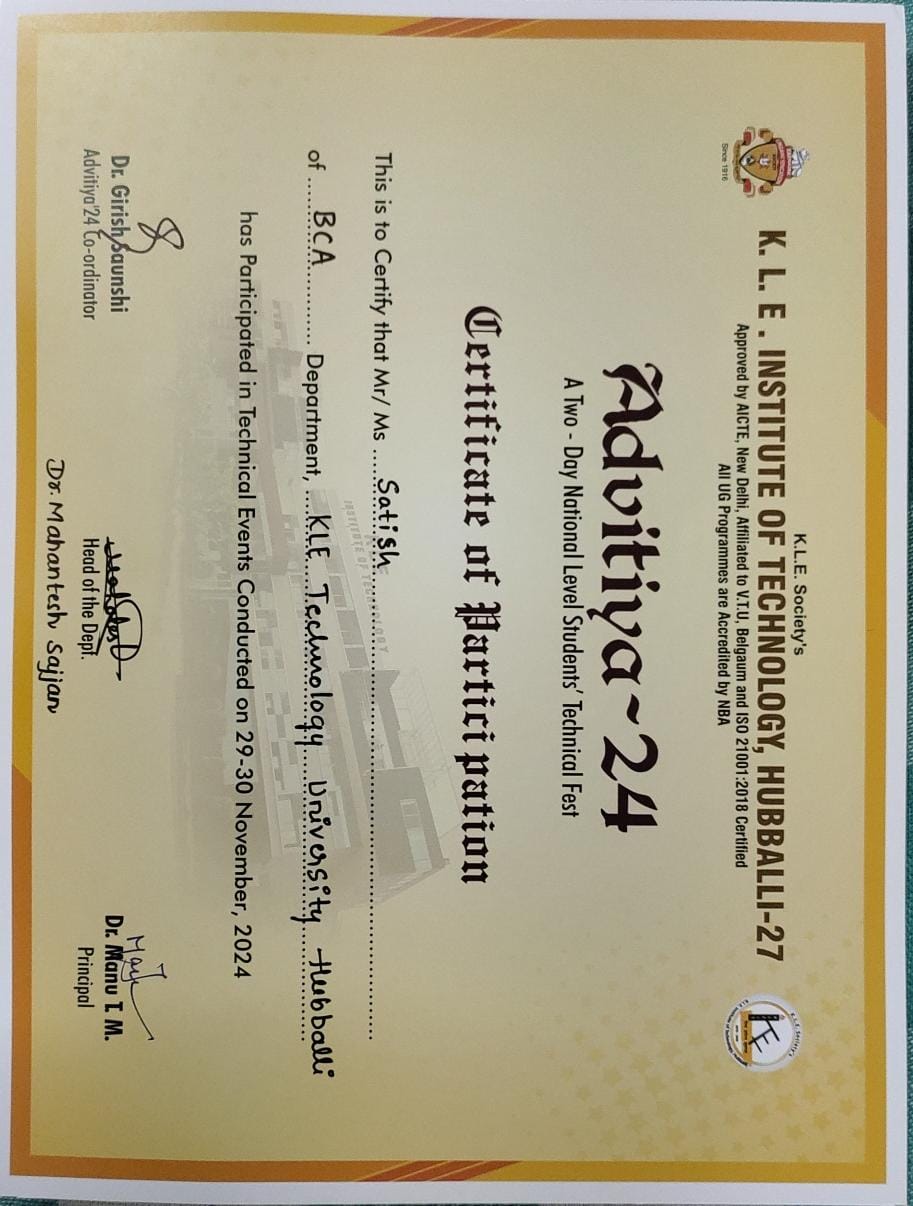 K.L.E. Society's
K. L. E . INSTITUTE OF TECHNOLOGY, HUBBALLI-27
Approved by AICTE, New Delhi, Affiliated to V.T.U, Belgaum and ISO 21001:2018 Certified
All UG Programmes are Accredited by NBA
Since 1916
Advitiya~24
A Two - Day National Level Students' Technical Fest
Certificate of Partici pation
This is to Certify that Mr/ Ms ....Satish
INSTITUTE OF TECHNOLOGY
of .... BCA ............ Department, ....KLE Technology University Hubballi
has Participated in Technical Events Conducted on 29-30 November, 2024
Dr. Girish Saunshi
Advitiya'24 Co-ordinator
Head of the Dept.
Dr. Mahantesh Sajjan
Dr. Manu T. M.
Principal